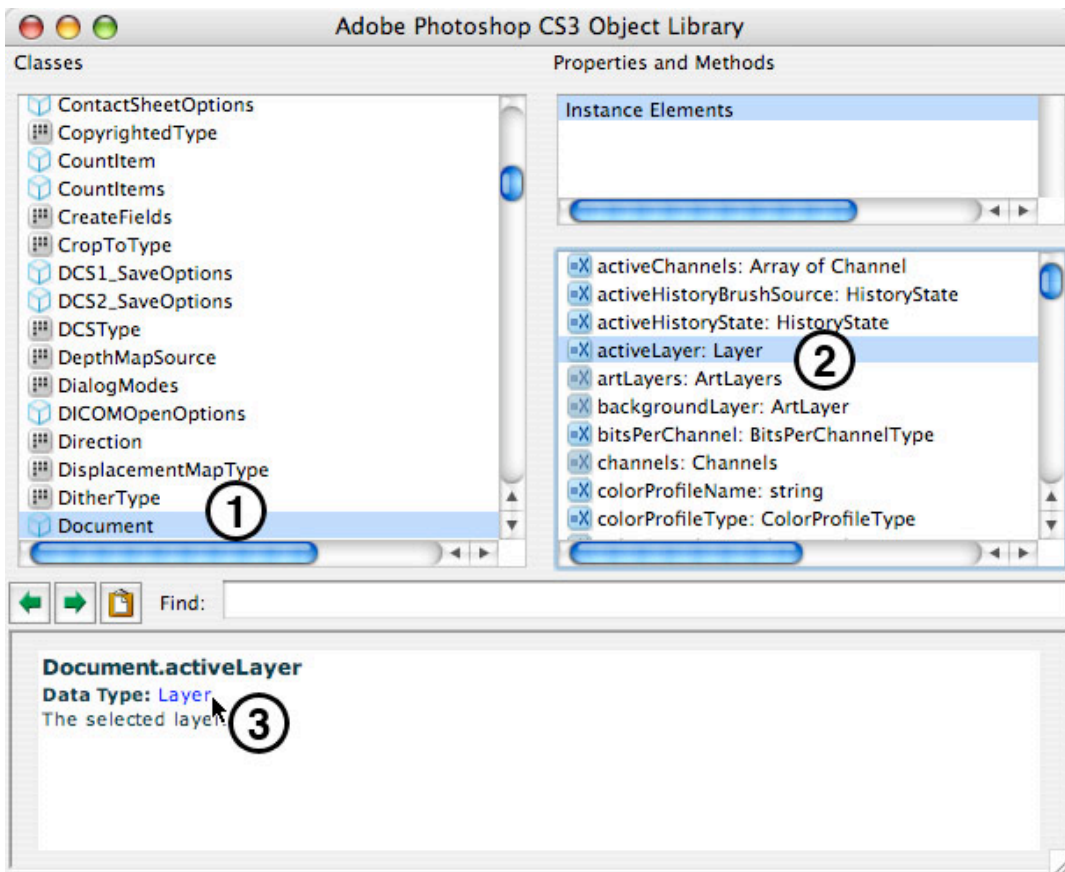 Adobe Photoshop CS3 Object Library
Classes
ContactSheetOptions
CopyrightedType
CountItem
CountItems
CreateFields
CropToType
DCS1_SaveOptions
DCS2_SaveOptions
DCSType
DepthMapSource
DialogModes
DICOMOpenOptions
Direction
DisplacementMapType
DitherType
Document
1
Properties and Methods
Instance Elements
activeChannels: Array of Channel
activeHistoryBrushSource: HistoryState
activeHistoryState: HistoryState
activeLayer: Layer
2
artLayers: ArtLayers
backgroundLayer: ArtLayer
bitsPerChannel: BitsPerChannelType
channels: Channels
colorProfileName: string
colorProfileType: ColorProfileType
Find:
Document.activeLayer
Data Type: Layer
The selected layer.
3